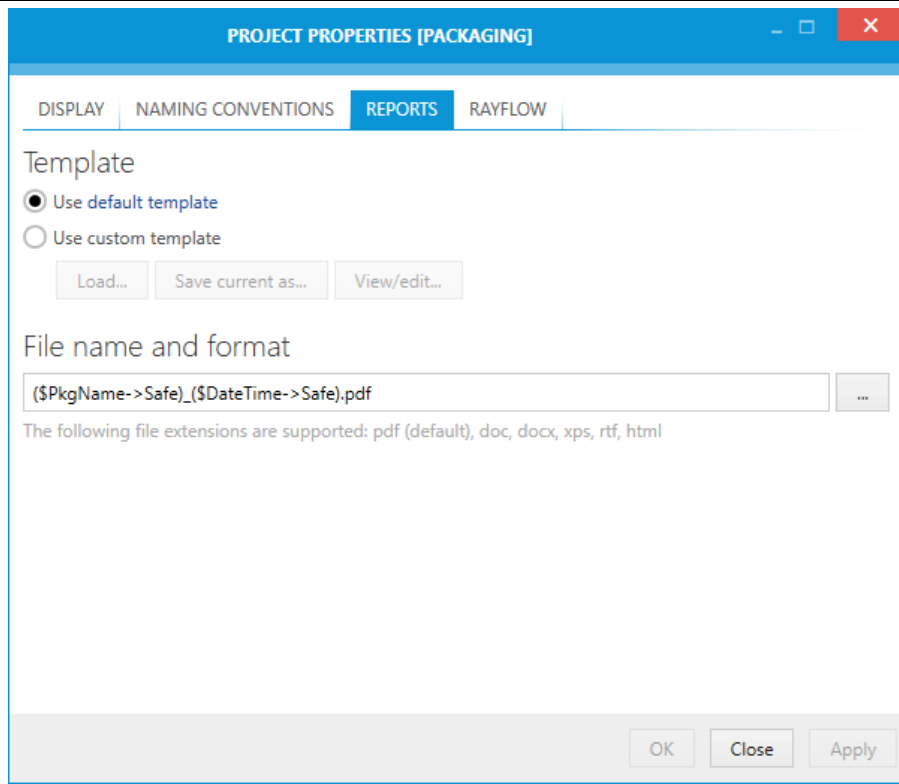 PROJECT PROPERTIES [PACKAGING]
DISPLAY NAMING CONVENTIONS REPORTS RAYFLOW
Template
Use default template
Use custom template
Load... Save current as... View/edit...
File name and format
($PkgName->Safe)_($DateTime->Safe).pdf ...
The following file extensions are supported: pdf (default), doc, docx, xps, rtf, html
OK Close Apply